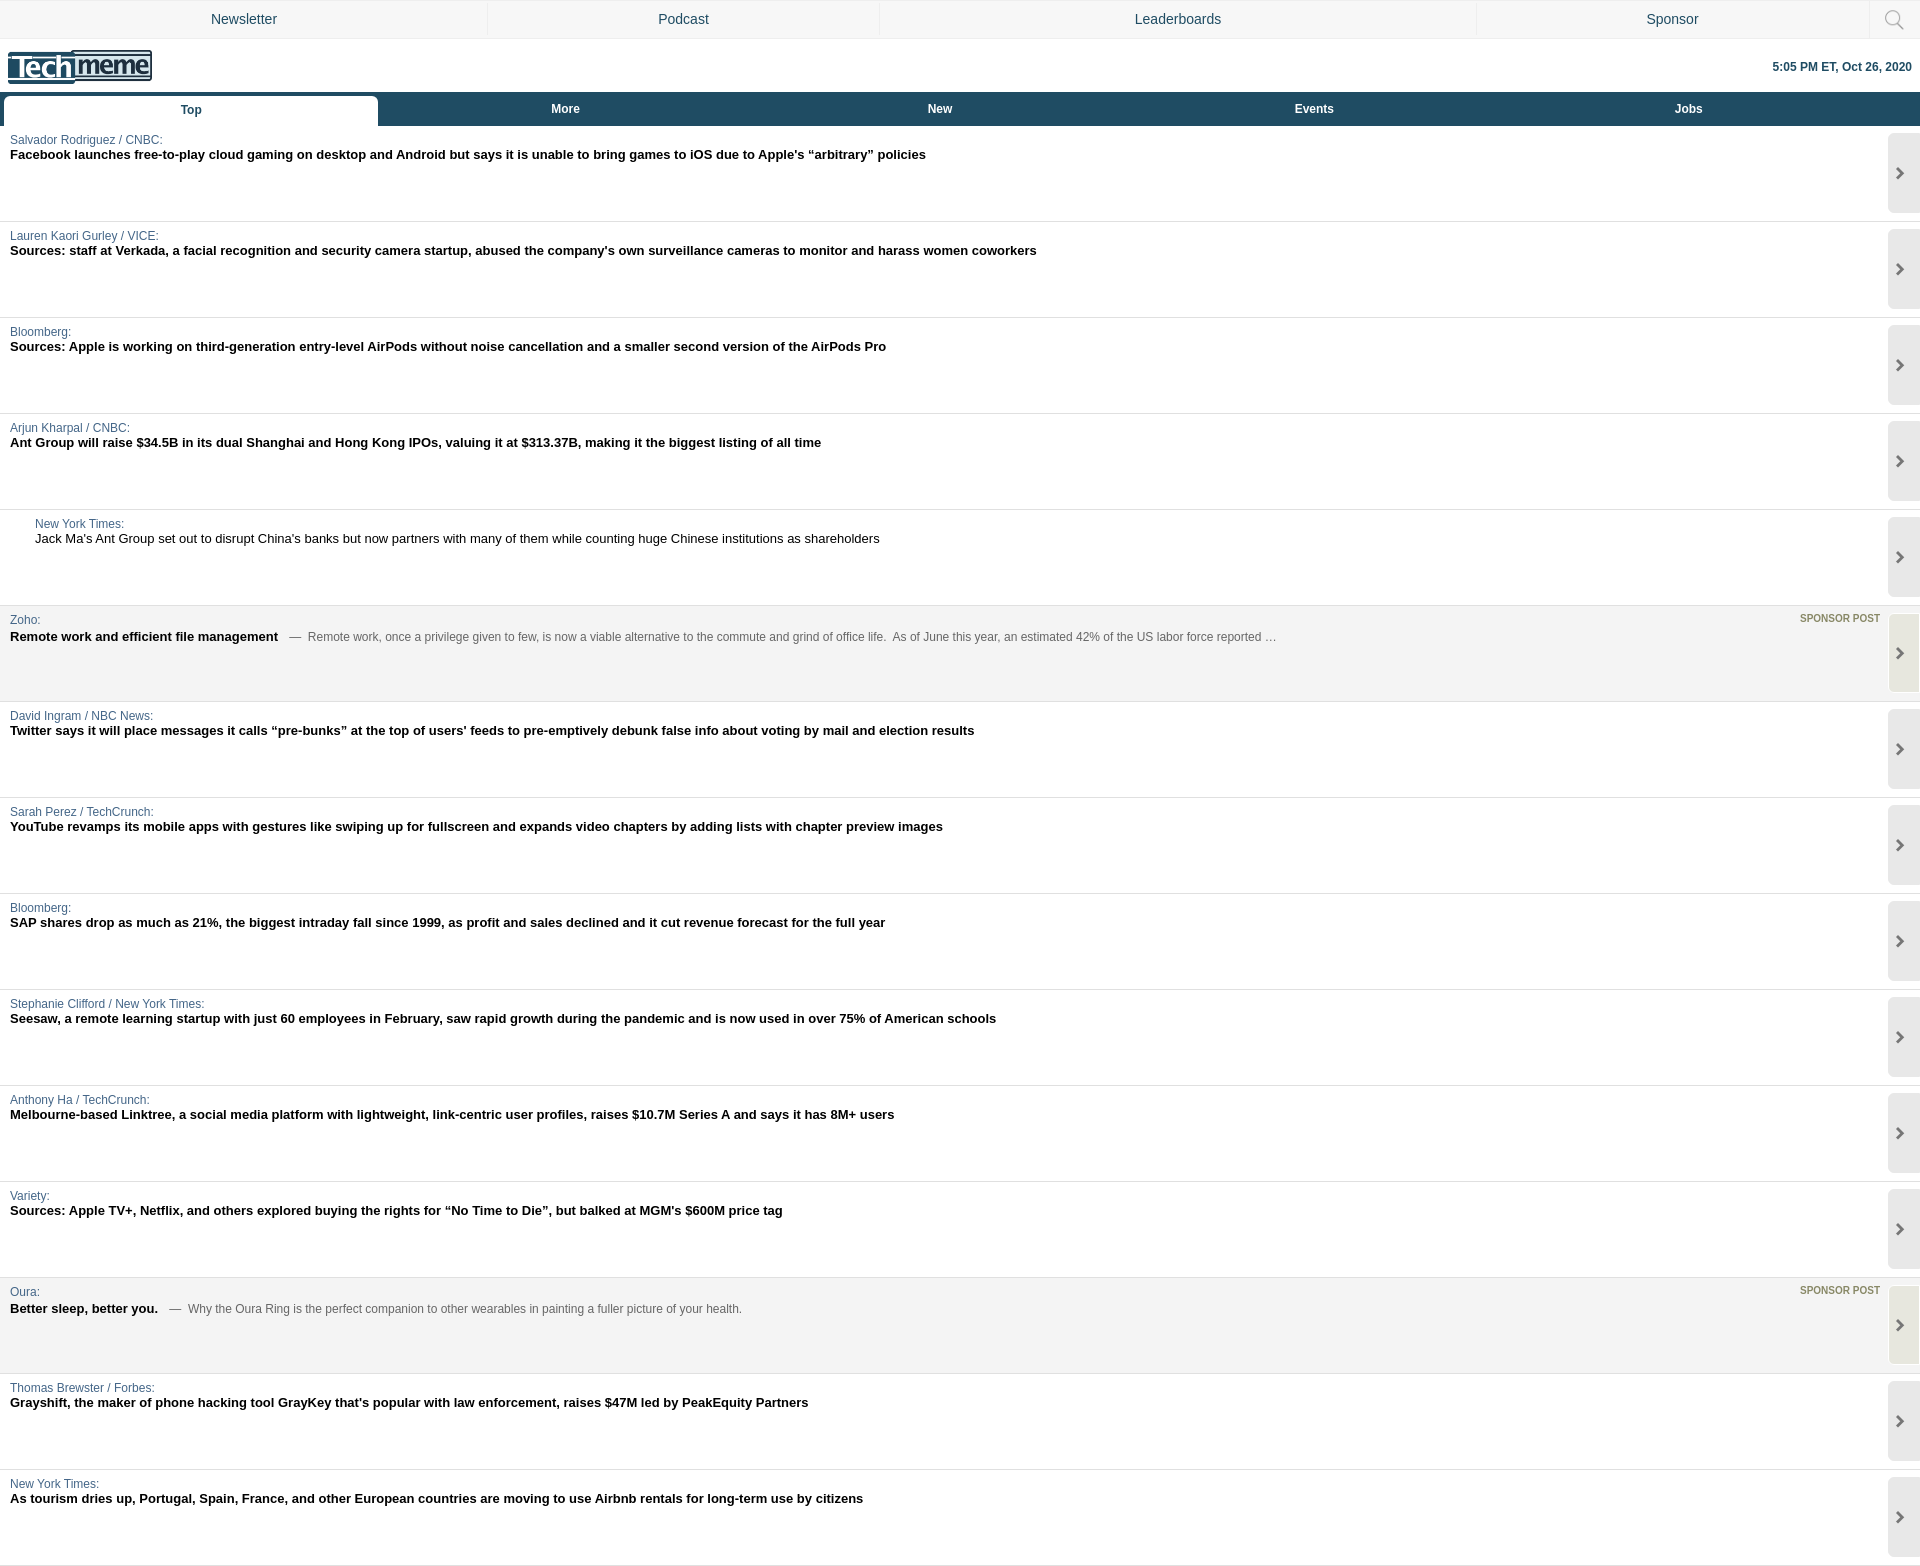 Newsletter
Podcast
Leaderboards
Sponsor
Techmeme
5:05 PM ET, Oct 26, 2020
Top
More
New
Events
Jobs
Salvador Rodriguez / CNBC:
Facebook launches free-to-play cloud gaming on desktop and Android but says it is unable to bring games to iOS due to Apple's “arbitrary” policies
Lauren Kaori Gurley / VICE:
Sources: staff at Verkada, a facial recognition and security camera startup, abused the company's own surveillance cameras to monitor and harass women coworkers
Bloomberg:
Sources: Apple is working on third-generation entry-level AirPods without noise cancellation and a smaller second version of the AirPods Pro
Arjun Kharpal / CNBC:
Ant Group will raise $34.5B in its dual Shanghai and Hong Kong IPOs, valuing it at $313.37B, making it the biggest listing of all time
New York Times:
Jack Ma's Ant Group set out to disrupt China's banks but now partners with many of them while counting huge Chinese institutions as shareholders
Zoho:
SPONSOR POST
Remote work and efficient file management — Remote work, once a privilege given to few, is now a viable alternative to the commute and grind of office life. As of June this year, an estimated 42% of the US labor force reported …
David Ingram / NBC News:
Twitter says it will place messages it calls “pre-bunks” at the top of users' feeds to pre-emptively debunk false info about voting by mail and election results
Sarah Perez / TechCrunch:
YouTube revamps its mobile apps with gestures like swiping up for fullscreen and expands video chapters by adding lists with chapter preview images
Bloomberg:
SAP shares drop as much as 21%, the biggest intraday fall since 1999, as profit and sales declined and it cut revenue forecast for the full year
Stephanie Clifford / New York Times:
Seesaw, a remote learning startup with just 60 employees in February, saw rapid growth during the pandemic and is now used in over 75% of American schools
Anthony Ha / TechCrunch:
Melbourne-based Linktree, a social media platform with lightweight, link-centric user profiles, raises $10.7M Series A and says it has 8M+ users
Variety:
Sources: Apple TV+, Netflix, and others explored buying the rights for “No Time to Die”, but balked at MGM's $600M price tag
Oura:
SPONSOR POST
Better sleep, better you. — Why the Oura Ring is the perfect companion to other wearables in painting a fuller picture of your health.
Thomas Brewster / Forbes:
Grayshift, the maker of phone hacking tool GrayKey that's popular with law enforcement, raises $47M led by PeakEquity Partners
New York Times:
As tourism dries up, Portugal, Spain, France, and other European countries are moving to use Airbnb rentals for long-term use by citizens